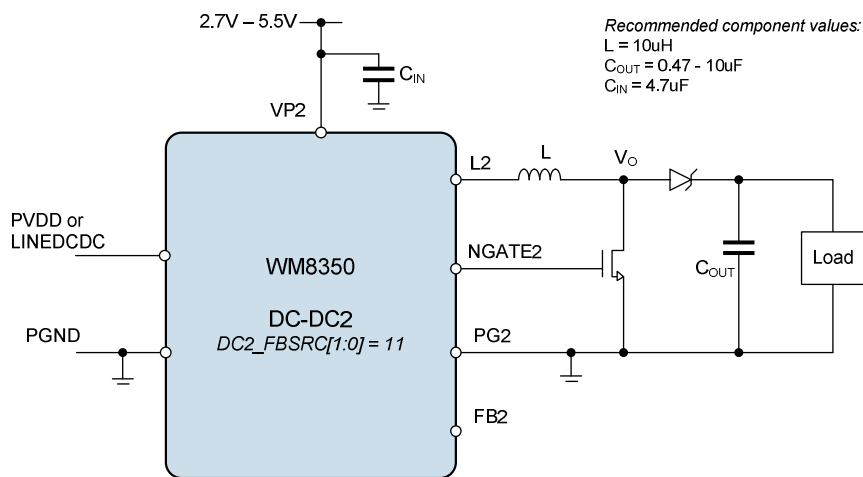 2.7V – 5.5V
Recommended component values:
L = 10uH
COUT = 0.47 - 10uF
CIN = 4.7uF
CIN
VP2
L2
L
VO
PVDD or
LINEDCDC
NGATE2
WM8350
COUT
Load
DC-DC2
DC2_FBSRC[1:0] = 11
PGND
PG2
FB2